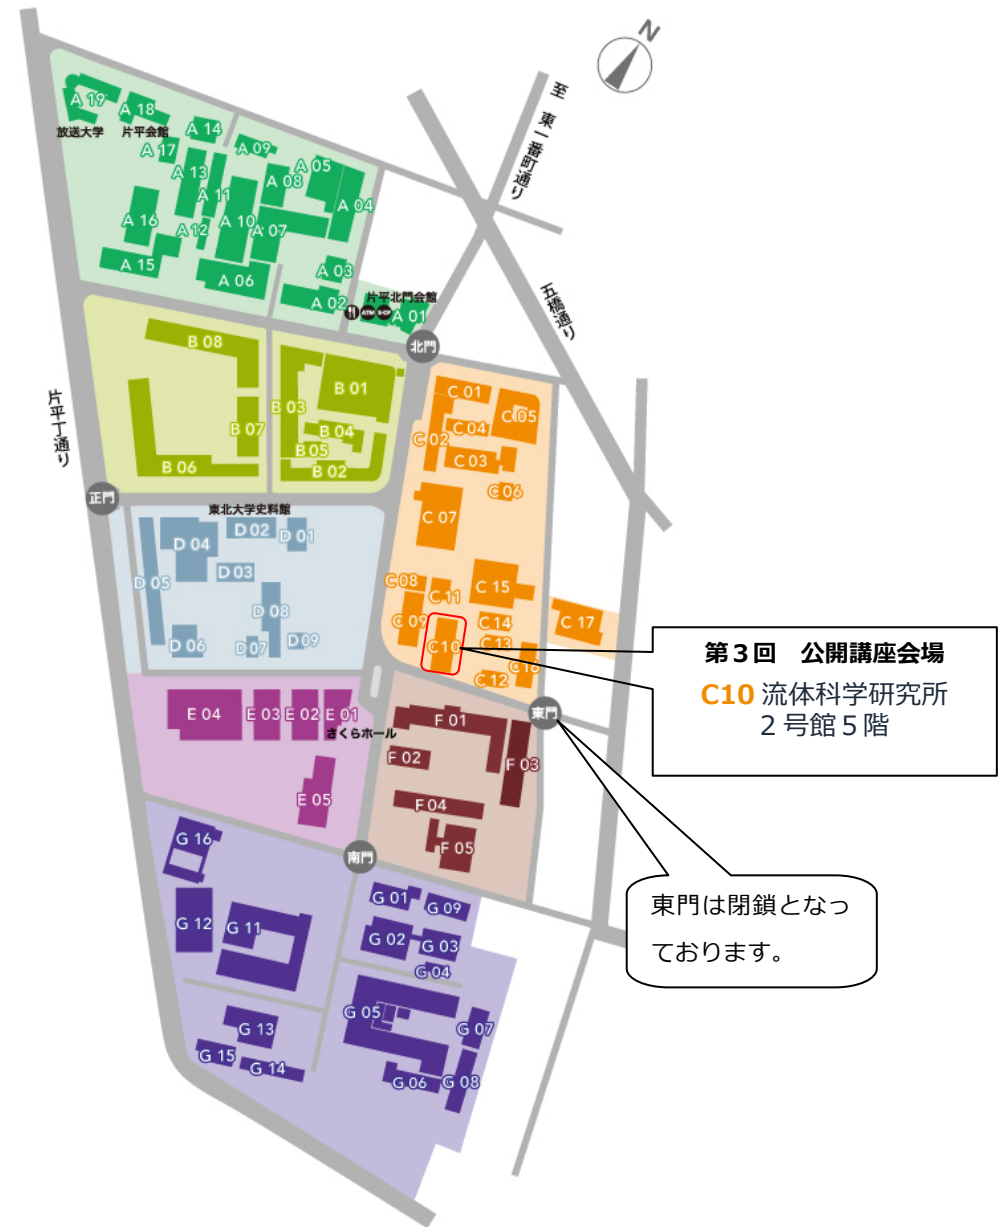 N
至 東一番町通り
A 19
A 18
放送大学
片平会館
A 14
A 17
A 09
A 05
A 13
A 08
A 11
A 04
A 16
A 10
A 12
A 07
A 15
A 06
A 03
A 02
片平北門会館
ATM
SHOP
A 01
北門
五橋通り
片平丁通り
B 08
B 01
B 03
B 07
B 04
B 05
B 06
B 02
C 01
C 05
C 04
C 02
C 03
C 06
C 07
正門
東北大学史料館
D 02
D 01
D 04
D 03
D 05
D 08
D 06
D 07
D 09
C 08
C 11
C 15
C 09
C 14
C 17
C10
C 13
C 18
C 12
第3回 公開講座会場
C10 流体科学研究所
2号館5階
東門
E 04
E 03
E 02
E 01
さくらホール
E 05
F 01
F 02
F 03
F 04
F 05
南門
東門は閉鎖となっ
ております。
G 16
G 12
G 11
G 01
G 09
G 02
G 03
G 04
G 05
G 07
G 13
G 15
G 14
G 06
G 08